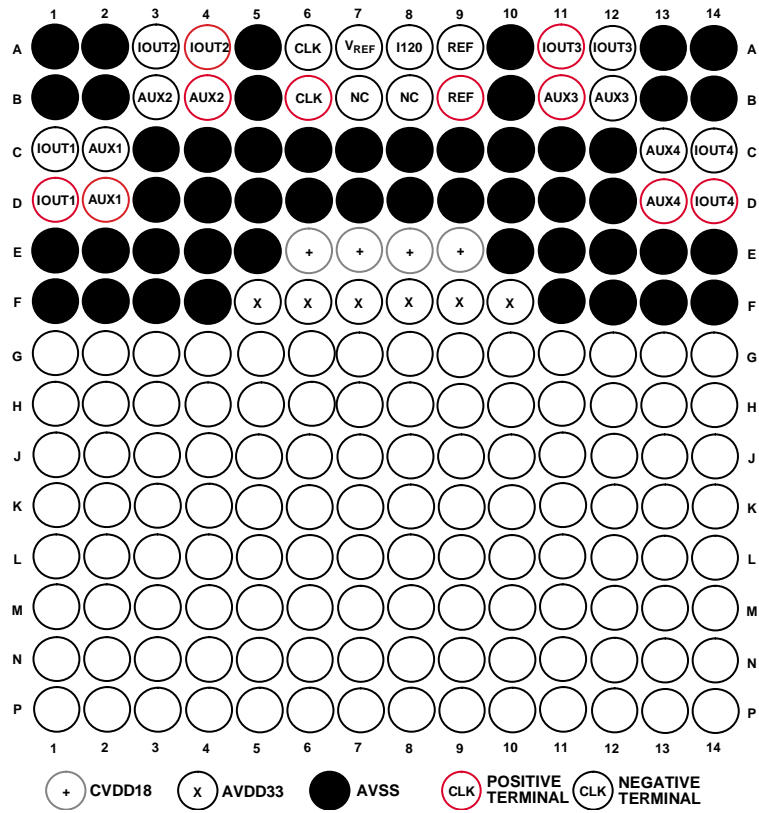 1 2 3 4 5 6 7 8 9 10 11 12 13 14
A IOUT2 IOUT2 CLK VREF I120 REF IOUT3 IOUT3 A
B AUX2 AUX2 CLK NC NC REF AUX3 AUX3 B
C IOUT1 AUX1 AUX4 IOUT4 C
D IOUT1 AUX1 AUX4 IOUT4 D
E + + + + E
F X X X X X X F
G G
H H
J J
K K
L L
M M
N N
P P
1 2 3 4 5 6 7 8 9 10 11 12 13 14
+ CVDD18 X AVDD33 AVSS CLK POSITIVE TERMINAL CLK NEGATIVE TERMINAL